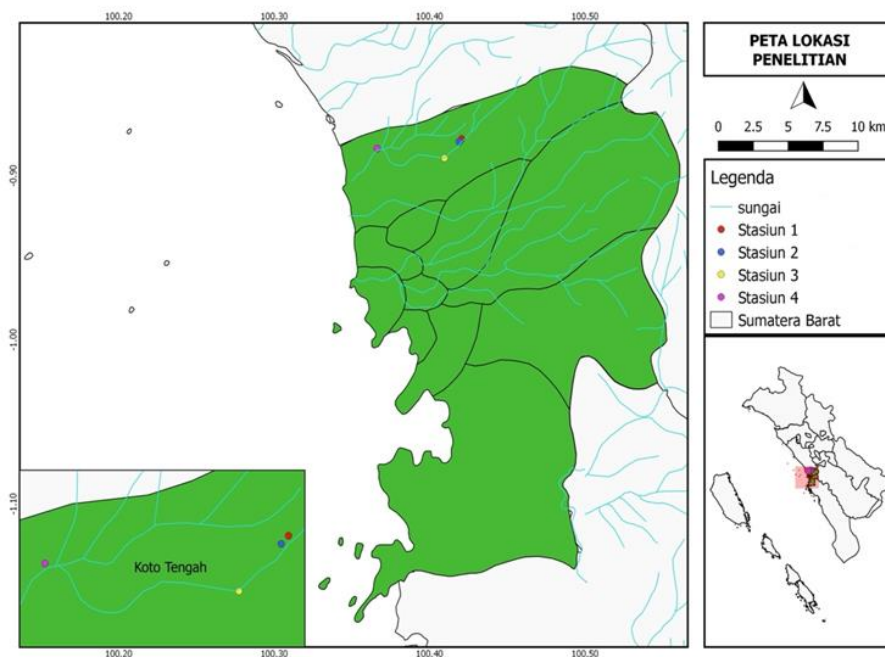 100.20
100.30
100.40
100.50
-0.90
-1.00
-1.10
Koto Tengah
100.20
100.30
100.40
100.50
PETA LOKASI
PENELITIAN
0 2.5 5 7.5 10 km
Legenda
sungai
Stasiun 1
Stasiun 2
Stasiun 3
Stasiun 4
Sumatera Barat